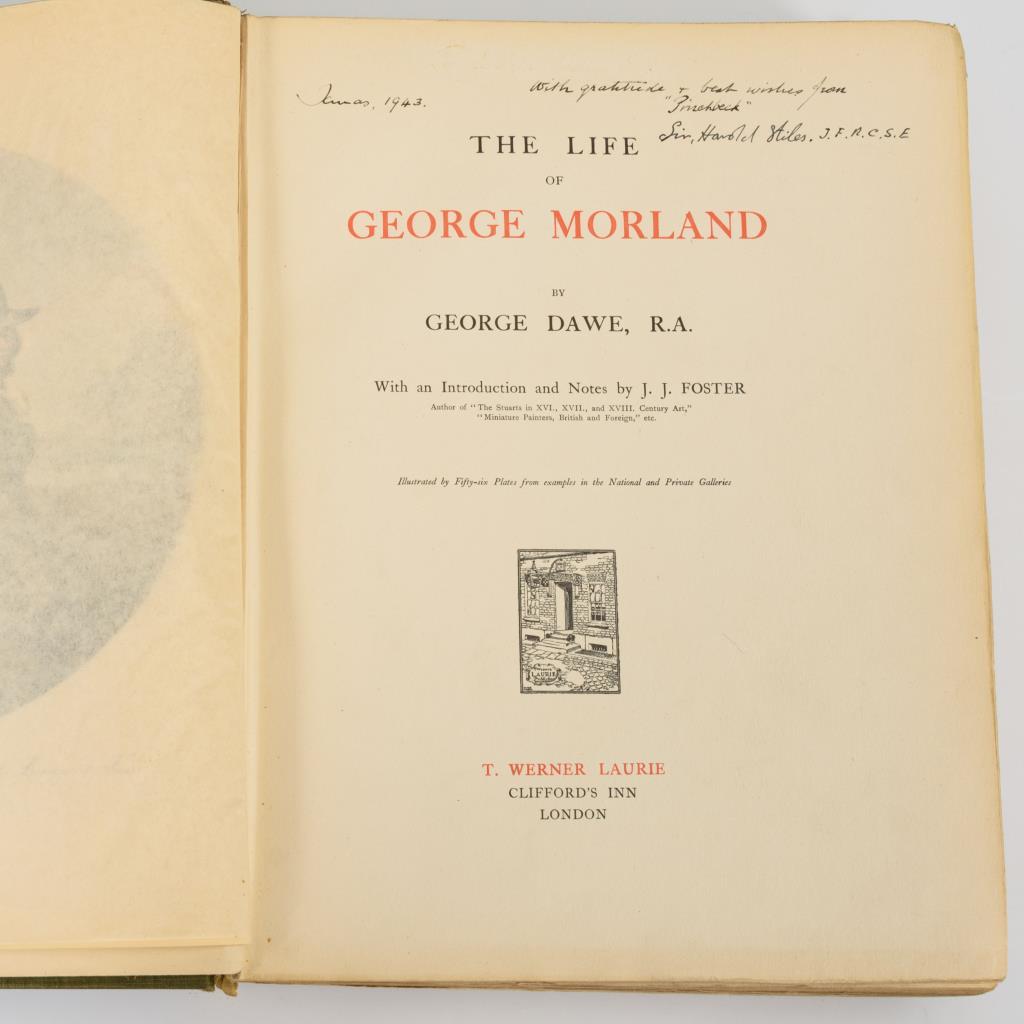 Xmas, 1943.
With gratitude + best wishes from
"Pinchbeck"
Sir, Harold Stiles. J.F.R.C.S.E
THE LIFE
OF
GEORGE MORLAND
BY
GEORGE DAWE, R.A.
With an Introduction and Notes by J. J. FOSTER
Author of "The Stuarts in XVI., XVII., and XVIII. Century Art,"
"Miniature Painters, British and Foreign," etc.
Illustrated by Fifty-six Plates from examples in the National and Private Galleries
LAURIE
T. WERNER LAURIE
CLIFFORD'S INN
LONDON